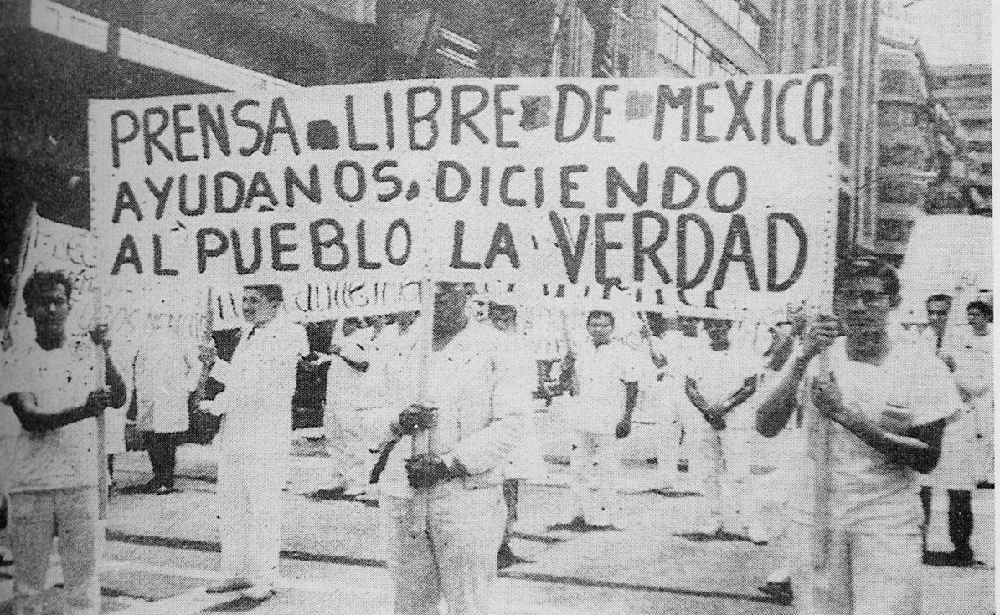 PRENSA LIBRE DE MEXICO
AYUDANOS, DICIENDO
AL PUEBLO LA VERDAD